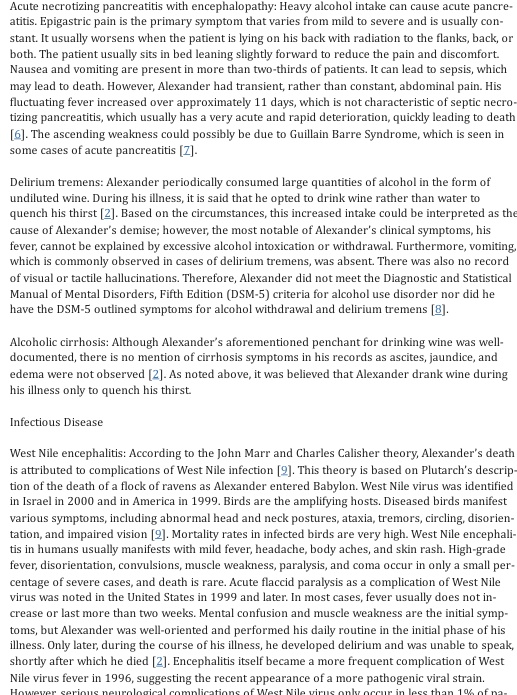 Acute necrotizing pancreatitis with encephalopathy: Heavy alcohol intake can cause acute pancre-
atitis. Epigastric pain is the primary symptom that varies from mild to severe and is usually con-
stant. It usually worsens when the patient is lying on his back with radiation to the flanks, back, or
both. The patient usually sits in bed leaning slightly forward to reduce the pain and discomfort.
Nausea and vomiting are present in more than two-thirds of patients. It can lead to sepsis, which
may lead to death. However, Alexander had transient, rather than constant, abdominal pain. His
fluctuating fever increased over approximately 11 days, which is not characteristic of septic necro-
tizing pancreatitis, which usually has a very acute and rapid deterioration, quickly leading to death
[6]. The ascending weakness could possibly be due to Guillain Barre Syndrome, which is seen in
some cases of acute pancreatitis [7].
Delirium tremens: Alexander periodically consumed large quantities of alcohol in the form of
undiluted wine. During his illness, it is said that he opted to drink wine rather than water to
quench his thirst [2]. Based on the circumstances, this increased intake could be interpreted as the
cause of Alexander's demise; however, the most notable of Alexander's clinical symptoms, his
fever, cannot be explained by excessive alcohol intoxication or withdrawal. Furthermore, vomiting,
which is commonly observed in cases of delirium tremens, was absent. There was also no record
of visual or tactile hallucinations. Therefore, Alexander did not meet the Diagnostic and Statistical
Manual of Mental Disorders, Fifth Edition (DSM-5) criteria for alcohol use disorder nor did he
have the DSM-5 outlined symptoms for alcohol withdrawal and delirium tremens [8].
Alcoholic cirrhosis: Although Alexander's aforementioned penchant for drinking wine was well-
documented, there is no mention of cirrhosis symptoms in his records as ascites, jaundice, and
edema were not observed [2]. As noted above, it was believed that Alexander drank wine during
his illness only to quench his thirst.
Infectious Disease
West Nile encephalitis: According to the John Marr and Charles Calisher theory, Alexander's death
is attributed to complications of West Nile infection [9]. This theory is based on Plutarch's descrip-
tion of the death of a flock of ravens as Alexander entered Babylon. West Nile virus was identified
in Israel in 2000 and in America in 1999. Birds are the amplifying hosts. Diseased birds manifest
various symptoms, including abnormal head and neck postures, ataxia, tremors, circling, disorien-
tation, and impaired vision [9]. Mortality rates in infected birds are very high. West Nile encephali-
tis in humans usually manifests with mild fever, headache, body aches, and skin rash. High-grade
fever, disorientation, convulsions, muscle weakness, paralysis, and coma occur in only a small per-
centage of severe cases, and death is rare. Acute flaccid paralysis as a complication of West Nile
virus was noted in the United States in 1999 and later. In most cases, fever usually does not in-
crease or last more than two weeks. Mental confusion and muscle weakness are the initial symp-
toms, but Alexander was well-oriented and performed his daily routine in the initial phase of his
illness. Only later, during the course of his illness, he developed delirium and was unable to speak,
shortly after which he died [2]. Encephalitis itself became a more frequent complication of West
Nile virus fever in 1996, suggesting the recent appearance of a more pathogenic viral strain.
However, serious neurological complications of West Nile virus only occur in less than 1% of pa-